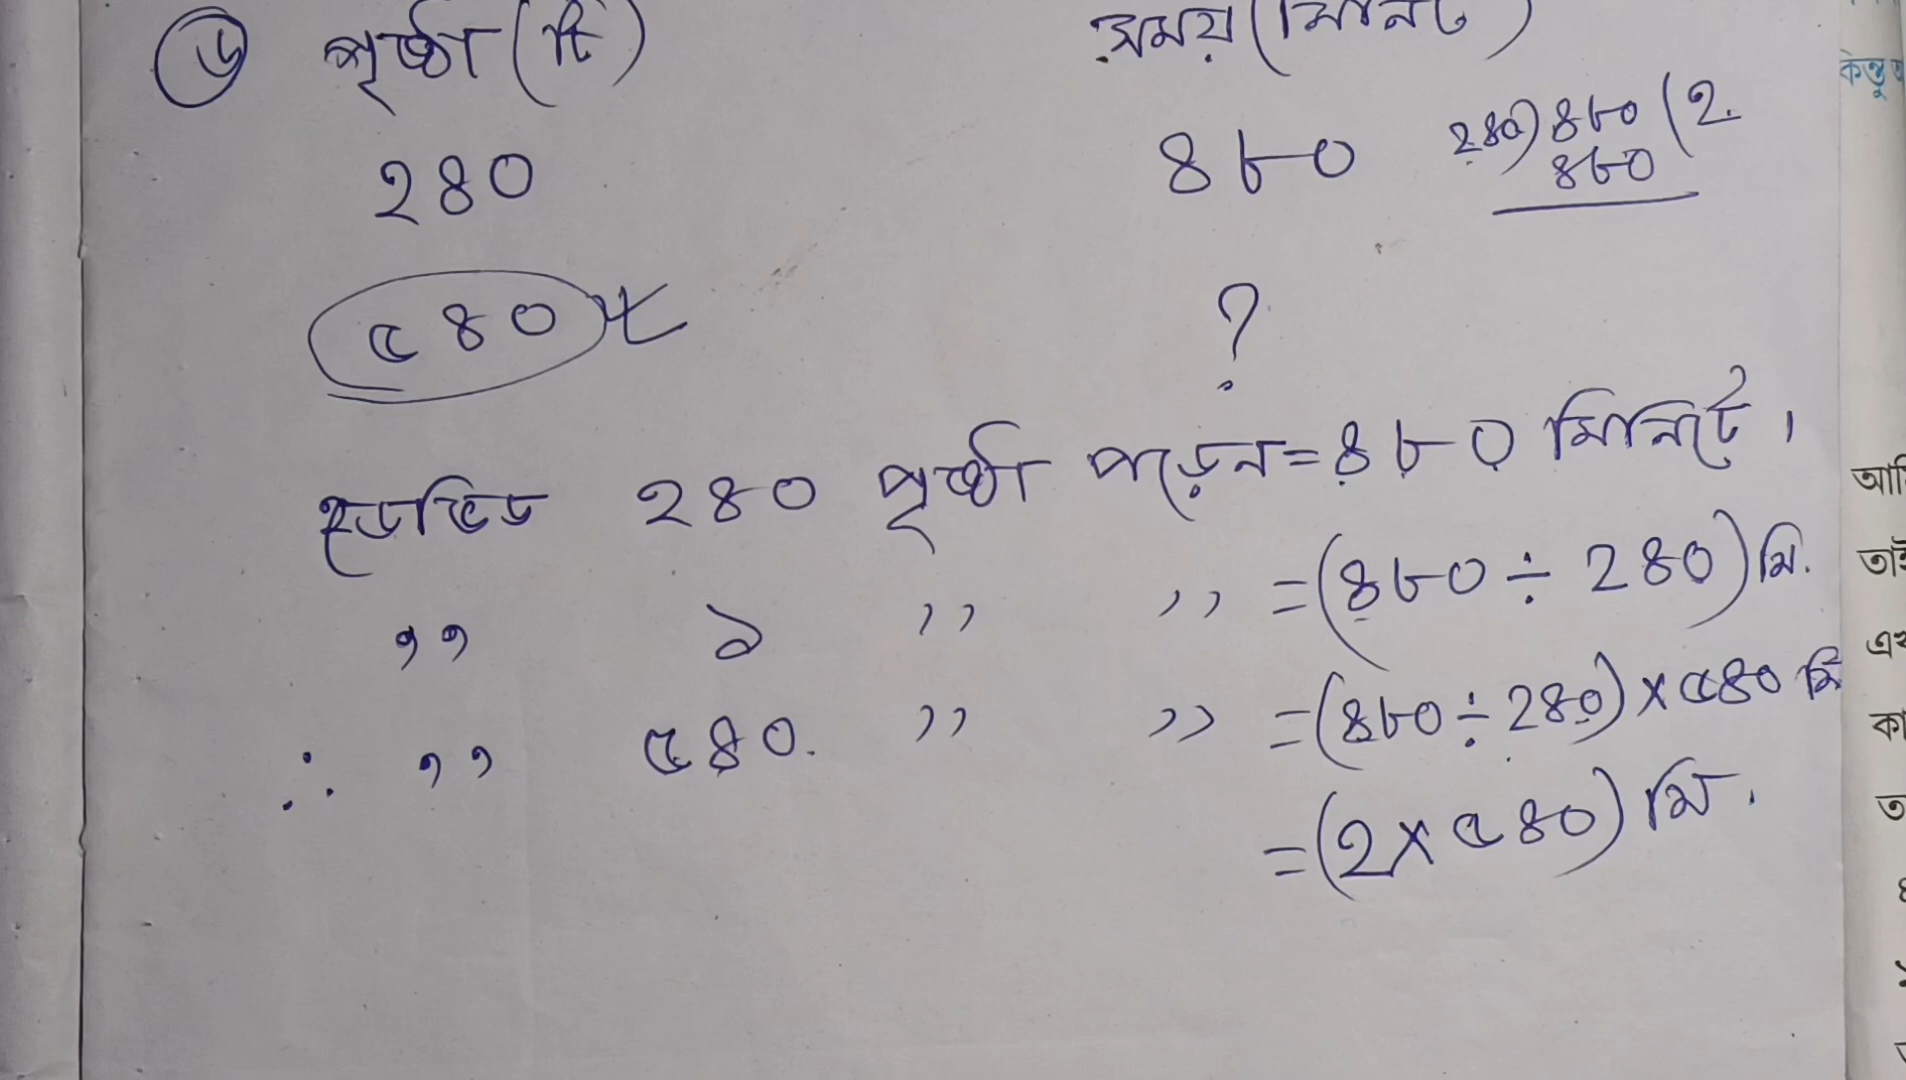 ৬ পৃষ্ঠা (টি) সময় (মিনিট)
২৪০ ৪৮০ ২৪০)৪৮০(২.
৪৮০
৫৪০ ?
ডেভিড ২৪০ পৃষ্ঠা পড়েন = ৪৮০ মিনিটে।
,, ১ ,, ,, = (৪৮০ ÷ ২৪০) মি.
∴ ,, ৫৪০. ,, ,, = (৪৮০ ÷ ২৪০) × ৫৪০ মি
= (২ × ৫৪০) মি.
কিন্তু